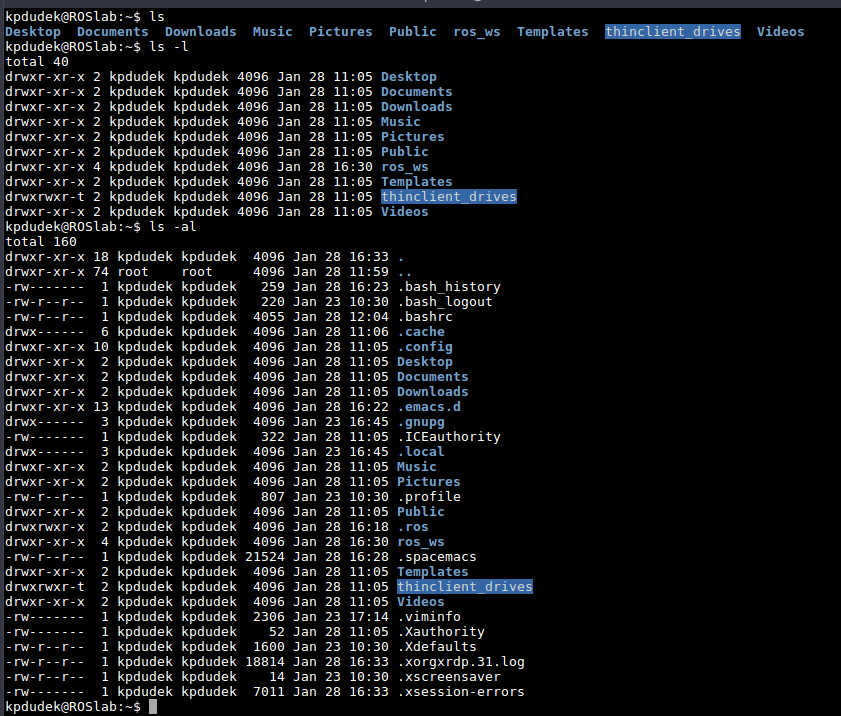 kpdudek@ROSlab:~$ ls
Desktop  Documents  Downloads  Music  Pictures  Public  ros_ws  Templates  thinclient_drives  Videos
kpdudek@ROSlab:~$ ls -l
total 40
drwxr-xr-x 2 kpdudek kpdudek 4096 Jan 28 11:05 Desktop
drwxr-xr-x 2 kpdudek kpdudek 4096 Jan 28 11:05 Documents
drwxr-xr-x 2 kpdudek kpdudek 4096 Jan 28 11:05 Downloads
drwxr-xr-x 2 kpdudek kpdudek 4096 Jan 28 11:05 Music
drwxr-xr-x 2 kpdudek kpdudek 4096 Jan 28 11:05 Pictures
drwxr-xr-x 2 kpdudek kpdudek 4096 Jan 28 11:05 Public
drwxr-xr-x 4 kpdudek kpdudek 4096 Jan 28 16:30 ros_ws
drwxr-xr-x 2 kpdudek kpdudek 4096 Jan 28 11:05 Templates
drwxrwxr-t 2 kpdudek kpdudek 4096 Jan 28 11:05 thinclient_drives
drwxr-xr-x 2 kpdudek kpdudek 4096 Jan 28 11:05 Videos
kpdudek@ROSlab:~$ ls -al
total 160
drwxr-xr-x 18 kpdudek kpdudek  4096 Jan 28 16:33 .
drwxr-xr-x 74 root    root     4096 Jan 28 11:59 ..
-rw-------  1 kpdudek kpdudek   259 Jan 28 16:23 .bash_history
-rw-r--r--  1 kpdudek kpdudek   220 Jan 23 10:30 .bash_logout
-rw-r--r--  1 kpdudek kpdudek  4055 Jan 28 12:04 .bashrc
drwx------  6 kpdudek kpdudek  4096 Jan 28 11:06 .cache
drwxr-xr-x 10 kpdudek kpdudek  4096 Jan 28 11:05 .config
drwxr-xr-x  2 kpdudek kpdudek  4096 Jan 28 11:05 Desktop
drwxr-xr-x  2 kpdudek kpdudek  4096 Jan 28 11:05 Documents
drwxr-xr-x  2 kpdudek kpdudek  4096 Jan 28 11:05 Downloads
drwxr-xr-x 13 kpdudek kpdudek  4096 Jan 28 16:22 .emacs.d
drwx------  3 kpdudek kpdudek  4096 Jan 23 16:45 .gnupg
-rw-------  1 kpdudek kpdudek   322 Jan 28 11:05 .ICEauthority
drwx------  3 kpdudek kpdudek  4096 Jan 23 16:45 .local
drwxr-xr-x  2 kpdudek kpdudek  4096 Jan 28 11:05 Music
drwxr-xr-x  2 kpdudek kpdudek  4096 Jan 28 11:05 Pictures
-rw-r--r--  1 kpdudek kpdudek   807 Jan 23 10:30 .profile
drwxr-xr-x  2 kpdudek kpdudek  4096 Jan 28 11:05 Public
drwxrwxr-x  2 kpdudek kpdudek  4096 Jan 28 16:18 .ros
drwxr-xr-x  4 kpdudek kpdudek  4096 Jan 28 16:30 ros_ws
-rw-r--r--  1 kpdudek kpdudek 21524 Jan 28 16:28 .spacemacs
drwxr-xr-x  2 kpdudek kpdudek  4096 Jan 28 11:05 Templates
drwxrwxr-t  2 kpdudek kpdudek  4096 Jan 28 11:05 thinclient_drives
drwxr-xr-x  2 kpdudek kpdudek  4096 Jan 28 11:05 Videos
-rw-------  1 kpdudek kpdudek  2306 Jan 23 17:14 .viminfo
-rw-------  1 kpdudek kpdudek    52 Jan 28 11:05 .Xauthority
-rw-r--r--  1 kpdudek kpdudek  1600 Jan 23 10:30 .Xdefaults
-rw-r--r--  1 kpdudek kpdudek 18814 Jan 28 16:33 .xorgxrdp.31.log
-rw-r--r--  1 kpdudek kpdudek    14 Jan 23 10:30 .xscreensaver
-rw-------  1 kpdudek kpdudek  7011 Jan 28 16:33 .xsession-errors
kpdudek@ROSlab:~$